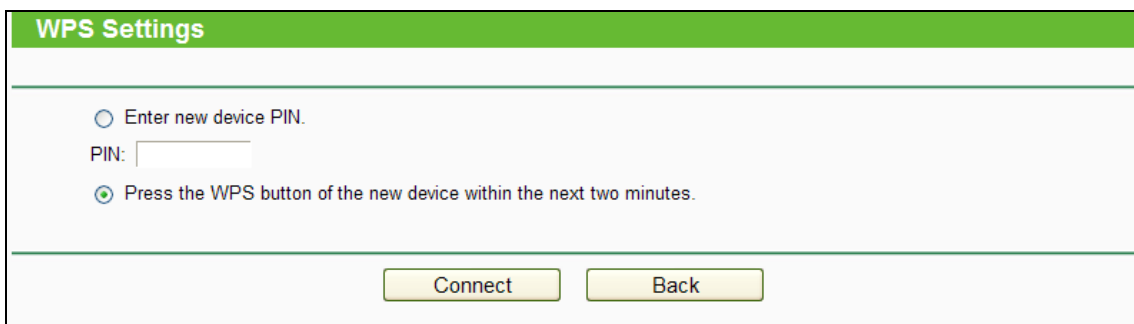 WPS Settings
Enter new device PIN.
PIN:
Press the WPS button of the new device within the next two minutes.
Connect Back